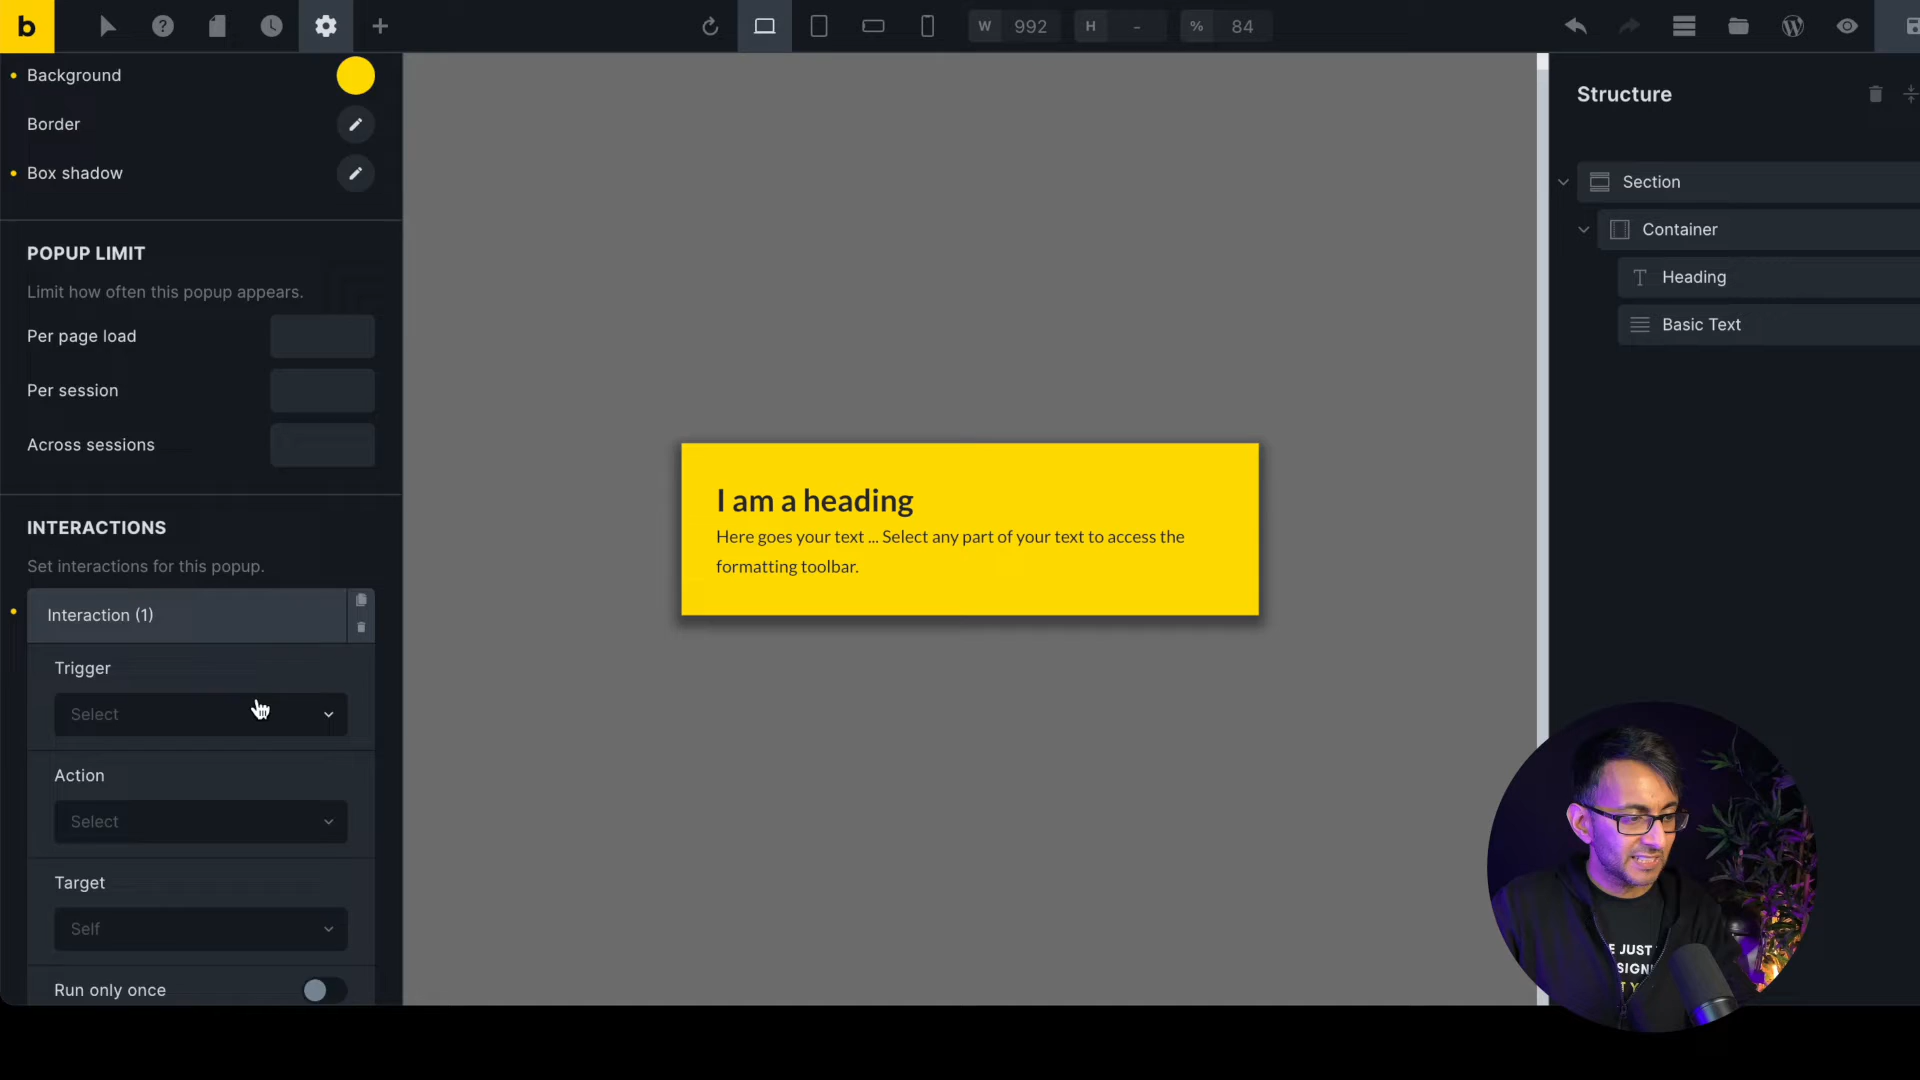 b
W 992 H - % 84
Background
Border
Box shadow
POPUP LIMIT
Limit how often this popup appears.
Per page load
Per session
Across sessions
INTERACTIONS
Set interactions for this popup.
Interaction (1)
Trigger
Select
Action
Select
Target
Self
Run only once
I am a heading
Here goes your text ... Select any part of your text to access the
formatting toolbar.
Structure
Section
Container
Heading
Basic Text
E JUST
SIGN